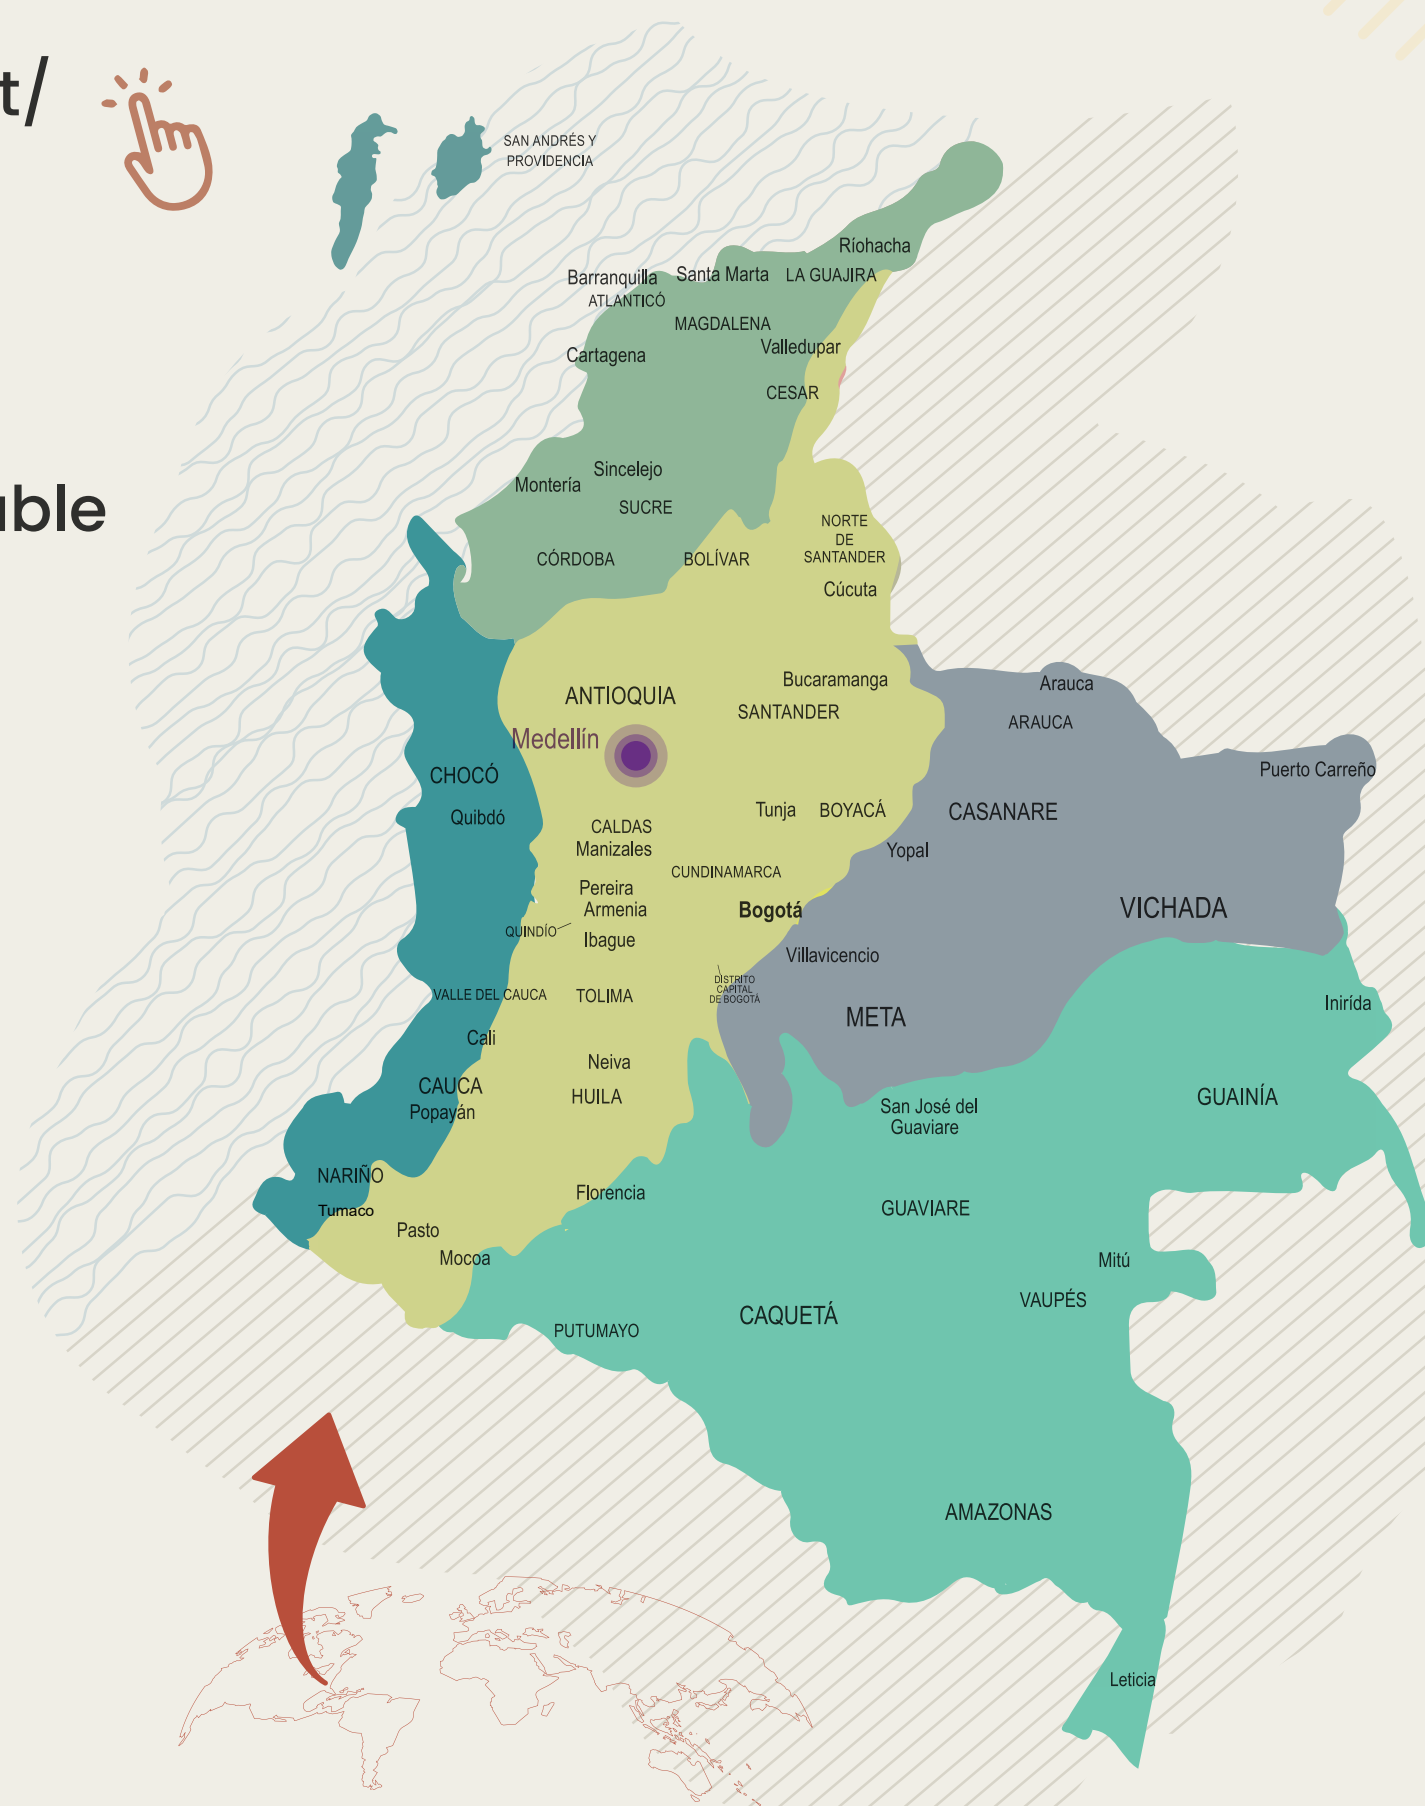 t/
SAN ANDRÉS Y
PROVIDENCIA
Ríohacha
Barranquilla
Santa Marta
LA GUAJIRA
ATLANTICÓ
MAGDALENA
Valledupar
Cartagena
CESAR
Sincelejo
Montería
uble
SUCRE
NORTE
DE
SANTANDER
CÓRDOBA
BOLÍVAR
Cúcuta
Bucaramanga
Arauca
ANTIOQUIA
SANTANDER
ARAUCA
Medellín
CHOCÓ
Puerto Carreño
Quibdó
Tunja
BOYACÁ
CASANARE
CALDAS
Manizales
Yopal
CUNDINAMARCA
Pereira
Armenia
Bogotá
VICHADA
QUINDÍO
Ibague
Villavicencio
DISTRITO
CAPITAL
DE BOGOTÁ
VALLE DEL CAUCA
TOLIMA
Inirída
META
Cali
Neiva
CAUCA
HUILA
GUAINÍA
Popayán
San José del
Guaviare
NARIÑO
Florencia
Tumaco
GUAVIARE
Pasto
Mocoa
Mitú
VAUPÉS
CAQUETÁ
PUTUMAYO
AMAZONAS
Leticia